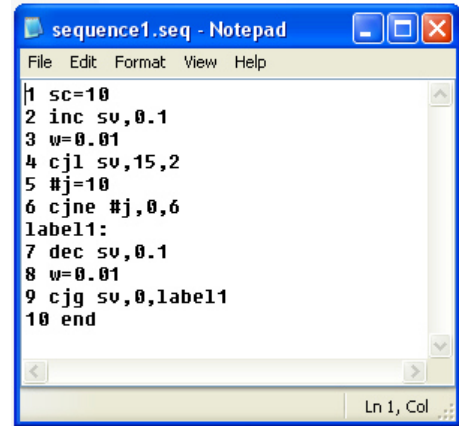 sequence1.seq - Notepad
File Edit Format View Help
1 sc=10
2 inc sv,0.1
3 w=0.01
4 cjl sv,15,2
5 #j=10
6 cjne #j,0,6
label1:
7 dec sv,0.1
8 w=0.01
9 cjg sv,0,label1
10 end
Ln 1, Col